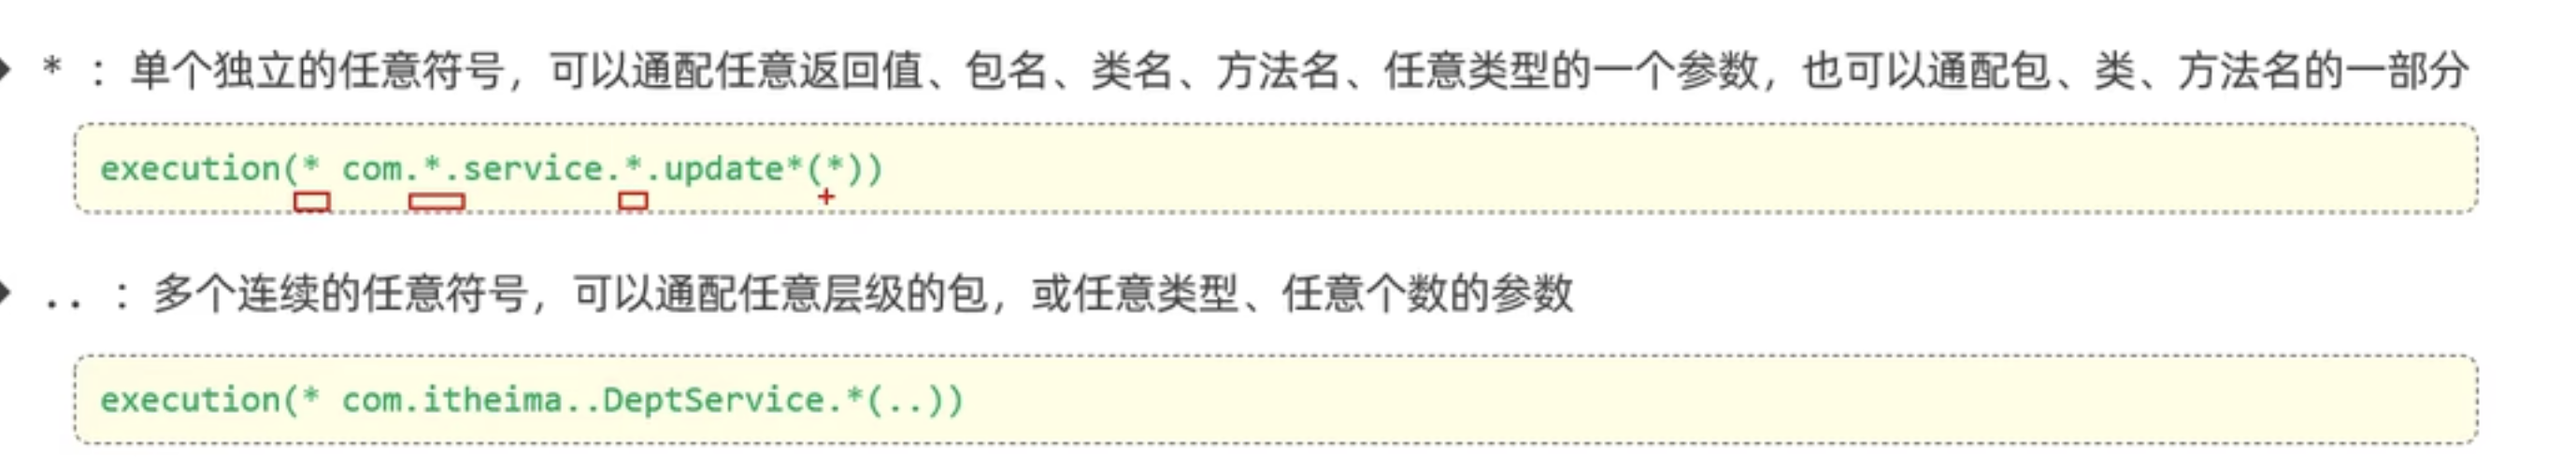 * ：单个独立的任意符号，可以通配任意返回值、包名、类名、方法名、任意类型的一个参数，也可以通配包、类、方法名的一部分
execution(* com.*.service.*.update*(*))
.. ：多个连续的任意符号，可以通配任意层级的包，或任意类型、任意个数的参数
execution(* com.itheima..DeptService.*(..))